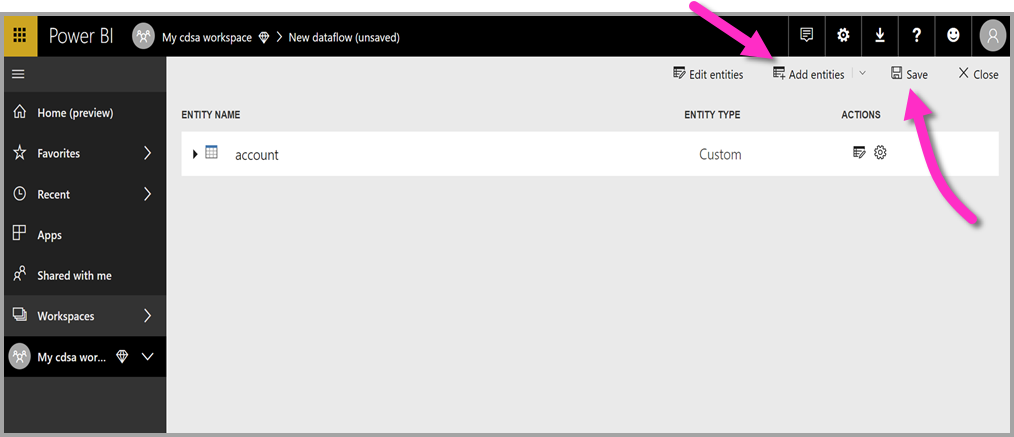 Power BI My cdsa workspace > New dataflow (unsaved) ?
Edit entities Add entities Save Close
Home (preview)
Favorites
Recent
Apps
Shared with me
Workspaces
My cdsa wor...
ENTITY NAME ENTITY TYPE ACTIONS
account Custom